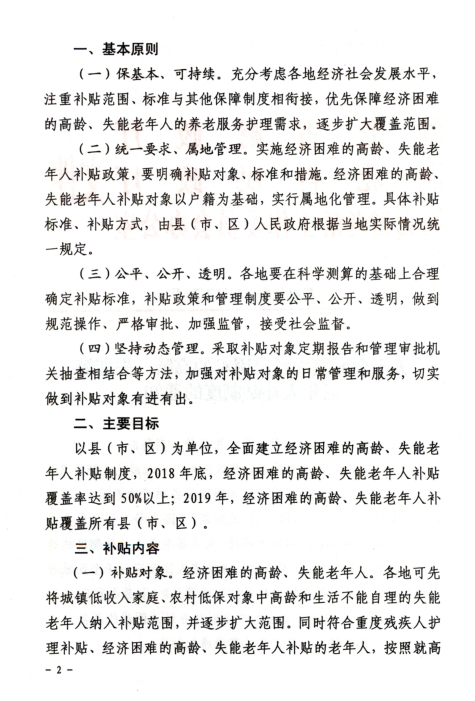 一、基本原则
（一）保基本、可持续。充分考虑各地经济社会发展水平，
注重补贴范围、标准与其他保障制度相衔接，优先保障经济困难
的高龄、失能老年人的养老服务护理需求，逐步扩大覆盖范围。
（二）统一要求、属地管理。实施经济困难的高龄、失能老
年人补贴政策，要明确补贴对象、标准和措施。经济困难的高龄、
失能老年人补贴对象以户籍为基础，实行属地化管理。具体补贴
标准、补贴方式，由县（市、区）人民政府根据当地实际情况统
一规定。
（三）公平、公开、透明。各地要在科学测算的基础上合理
确定补贴标准，补贴政策和管理制度要公平、公开、透明，做到
规范操作、严格审批、加强监管，接受社会监督。
（四）坚持动态管理。采取补贴对象定期报告和管理审批机
关抽查相结合等方法，加强对补贴对象的日常管理和服务，切实
做到补贴对象有进有出。
二、主要目标
以县（市、区）为单位，全面建立经济困难的高龄、失能老
年人补贴制度，2018 年底，经济困难的高龄、失能老年人补贴
覆盖率达到 50%以上；2019 年，经济困难的高龄、失能老年人补
贴覆盖所有县（市、区）。
三、补贴内容
（一）补贴对象。经济困难的高龄、失能老年人。各地可先
将城镇低收入家庭、农村低保对象中高龄和生活不能自理的失能
老年人纳入补贴范围，并逐步扩大范围。同时符合重度残疾人护
理补贴、经济困难的高龄、失能老年人补贴的老年人，按照就高
- 2 -